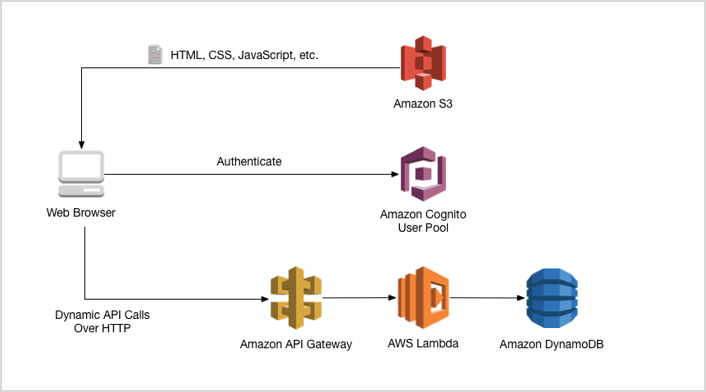 HTML, CSS, JavaScript, etc.
Amazon S3
Authenticate
Web Browser
Amazon Cognito
User Pool
Dynamic API Calls
Over HTTP
Amazon API Gateway
AWS Lambda
Amazon DynamoDB